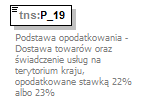 tns:P_19
Podstawa opodatkowania -
Dostawa towarów oraz
świadczenie usług na
terytorium kraju,
opodatkowane stawką 22%
albo 23%